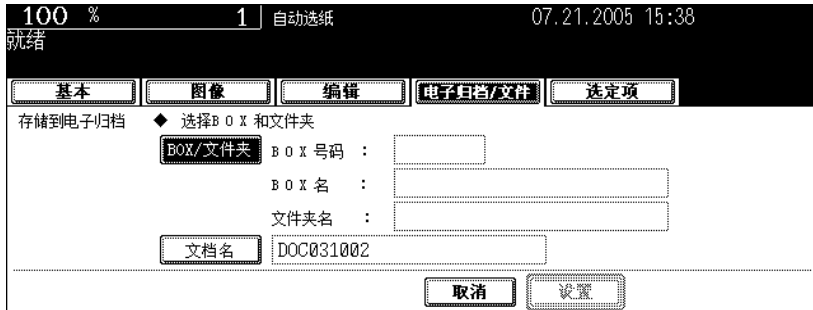 100 % 1 自动选纸 07.21.2005 15:38
就绪
基本 图像 编辑 电子归档/文件 选定项
存储到电子归档 ◆ 选择BOX和文件夹
BOX/文件夹 BOX号码 :
BOX名 :
文件夹名 :
文档名 DOC031002
取消 设置